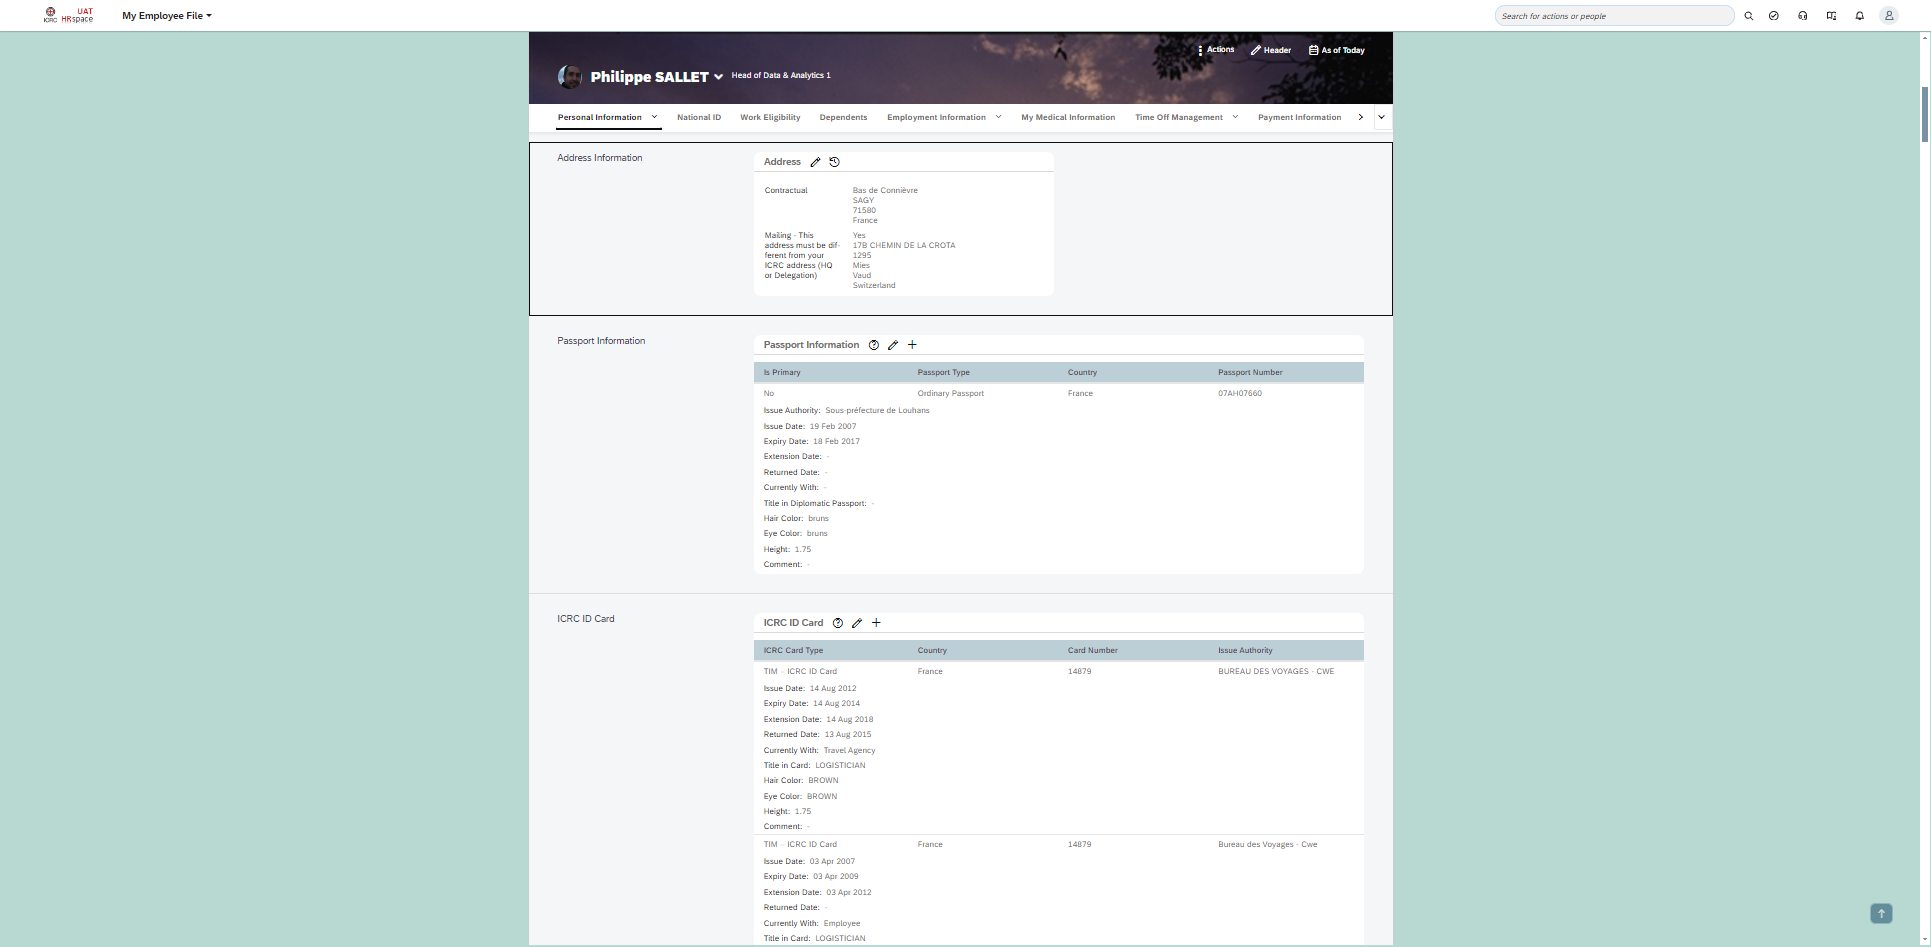 ICRC
UAT
HRspace
My Employee File
Search for actions or people
Actions
Header
As of Today
Philippe SALLET
Head of Data & Analytics 1
Personal Information
National ID
Work Eligibility
Dependents
Employment Information
My Medical Information
Time Off Management
Payment Information
Address Information
Address
Contractual
Bas de Connièvre
SAGY
71580
France
Mailing - This
address must be dif-
ferent from your
ICRC address (HQ
or Delegation)
Yes
17B CHEMIN DE LA CROTA
1295
Mies
Vaud
Switzerland
Passport Information
Passport Information
Is Primary Passport Type Country Passport Number
No Ordinary Passport France 07AH07660
Issue Authority: Sous-préfecture de Louhans
Issue Date: 19 Feb 2007
Expiry Date: 18 Feb 2017
Extension Date: -
Returned Date: -
Currently With: -
Title in Diplomatic Passport: -
Hair Color: bruns
Eye Color: bruns
Height: 1.75
Comment: -
ICRC ID Card
ICRC ID Card
ICRC Card Type Country Card Number Issue Authority
TIM – ICRC ID Card France 14879 BUREAU DES VOYAGES - CWE
Issue Date: 14 Aug 2012
Expiry Date: 14 Aug 2014
Extension Date: 14 Aug 2018
Returned Date: 13 Aug 2015
Currently With: Travel Agency
Title in Card: LOGISTICIAN
Hair Color: BROWN
Eye Color: BROWN
Height: 1.75
Comment: -
TIM – ICRC ID Card France 14879 Bureau des Voyages - Cwe
Issue Date: 03 Apr 2007
Expiry Date: 03 Apr 2009
Extension Date: 03 Apr 2012
Returned Date: -
Currently With: Employee
Title in Card: LOGISTICIAN